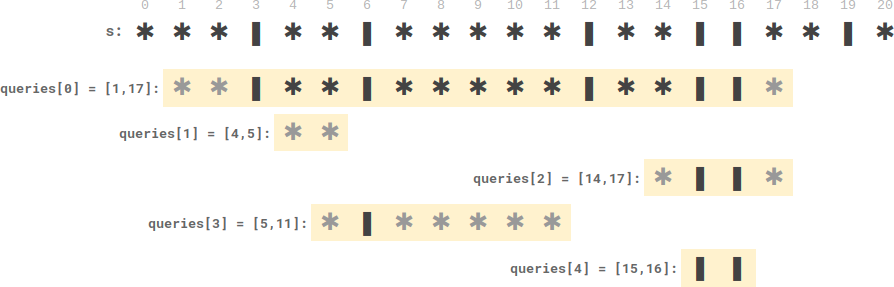 0 1 2 3 4 5 6 7 8 9 10 11 12 13 14 15 16 17 18 19 20
s: * * * | * * | * * * * * | * * | | * * | *
queries[0] = [1,17]: * * | * * | * * * * * | * * | | *
queries[1] = [4,5]: * *
queries[2] = [14,17]: * | | *
queries[3] = [5,11]: * | * * * * *
queries[4] = [15,16]: | |